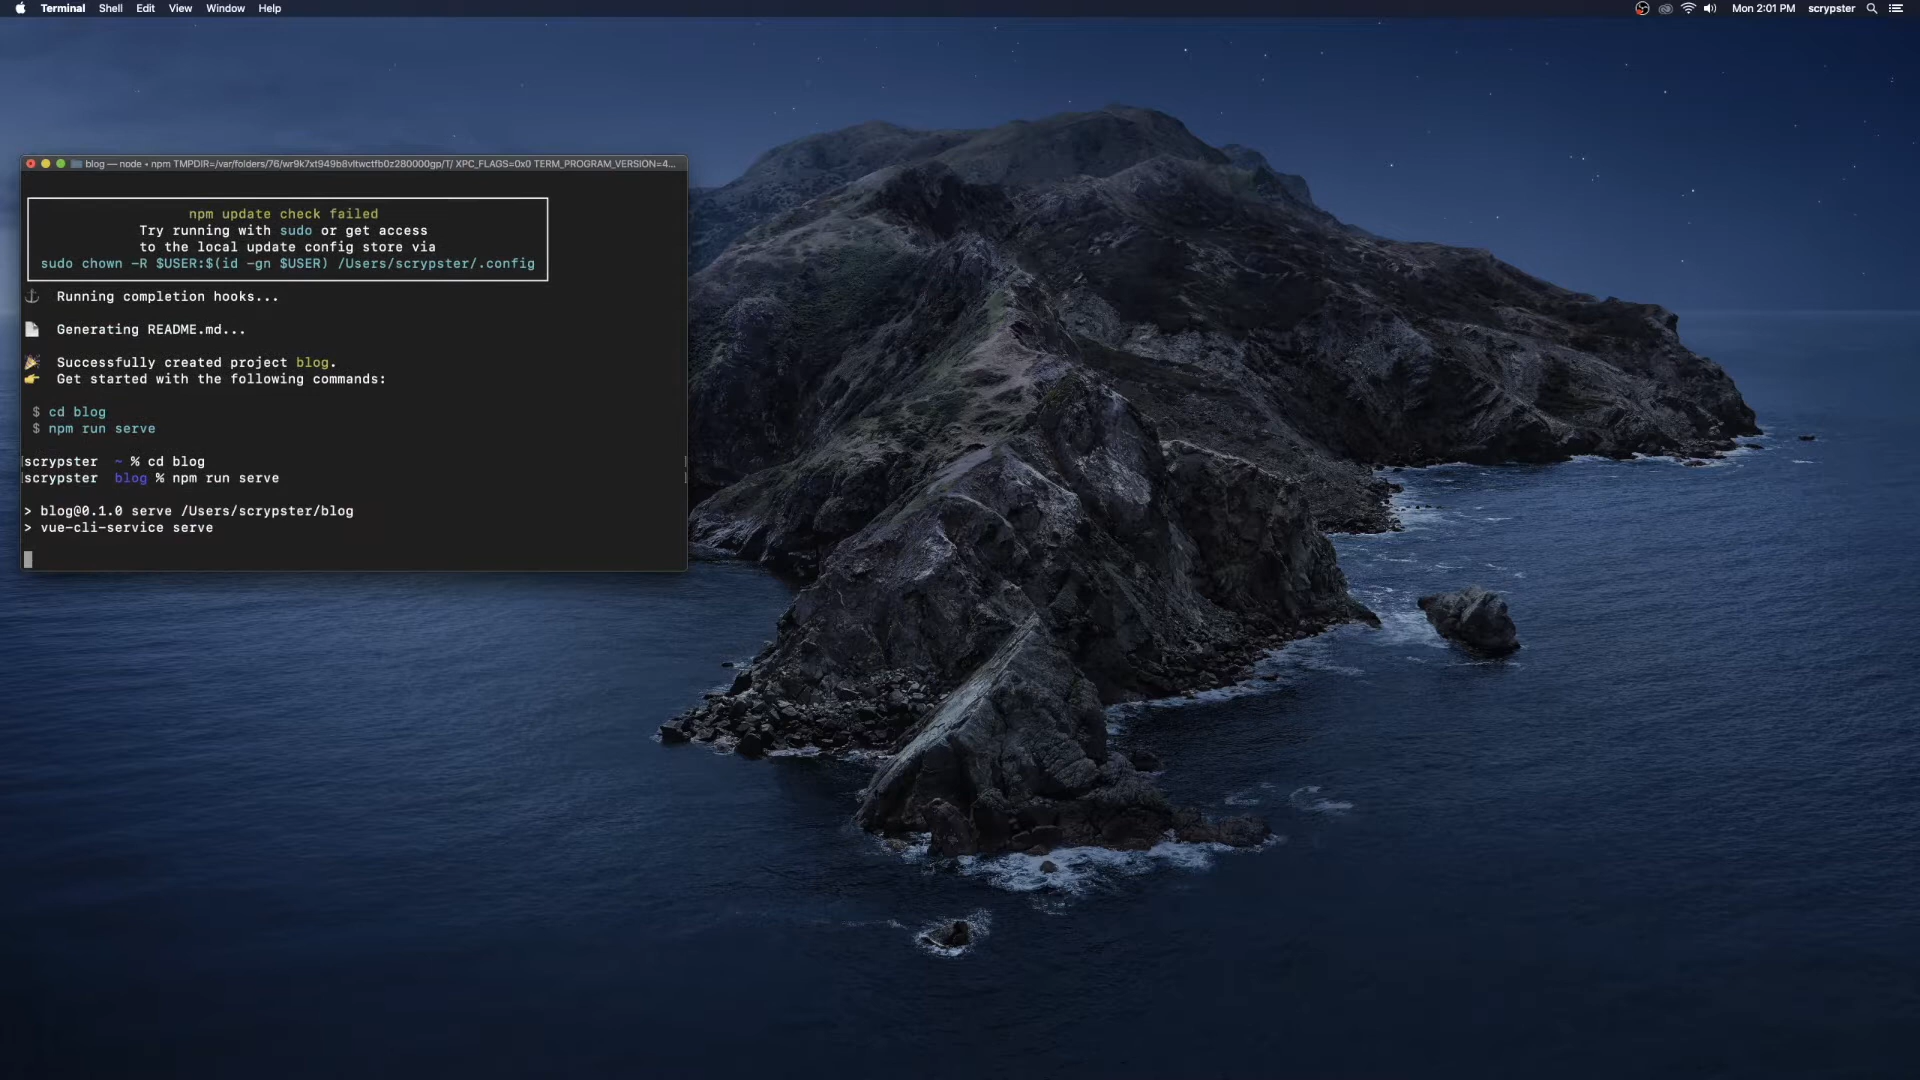 Terminal Shell Edit View Window Help
Mon 2:01 PM scrypster
blog — node • npm TMPDIR=/var/folders/76/wr9k7xt949b8vltwctfb0z280000gp/T/ XPC_FLAGS=0x0 TERM_PROGRAM_VERSION=4...
npm update check failed
Try running with sudo or get access
to the local update config store via
sudo chown -R $USER:$(id -gn $USER) /Users/scrypster/.config
Running completion hooks...
Generating README.md...
Successfully created project blog.
Get started with the following commands:
$ cd blog
$ npm run serve
[scrypster ~ % cd blog ]
[scrypster blog % npm run serve ]
> blog@0.1.0 serve /Users/scrypster/blog
> vue-cli-service serve